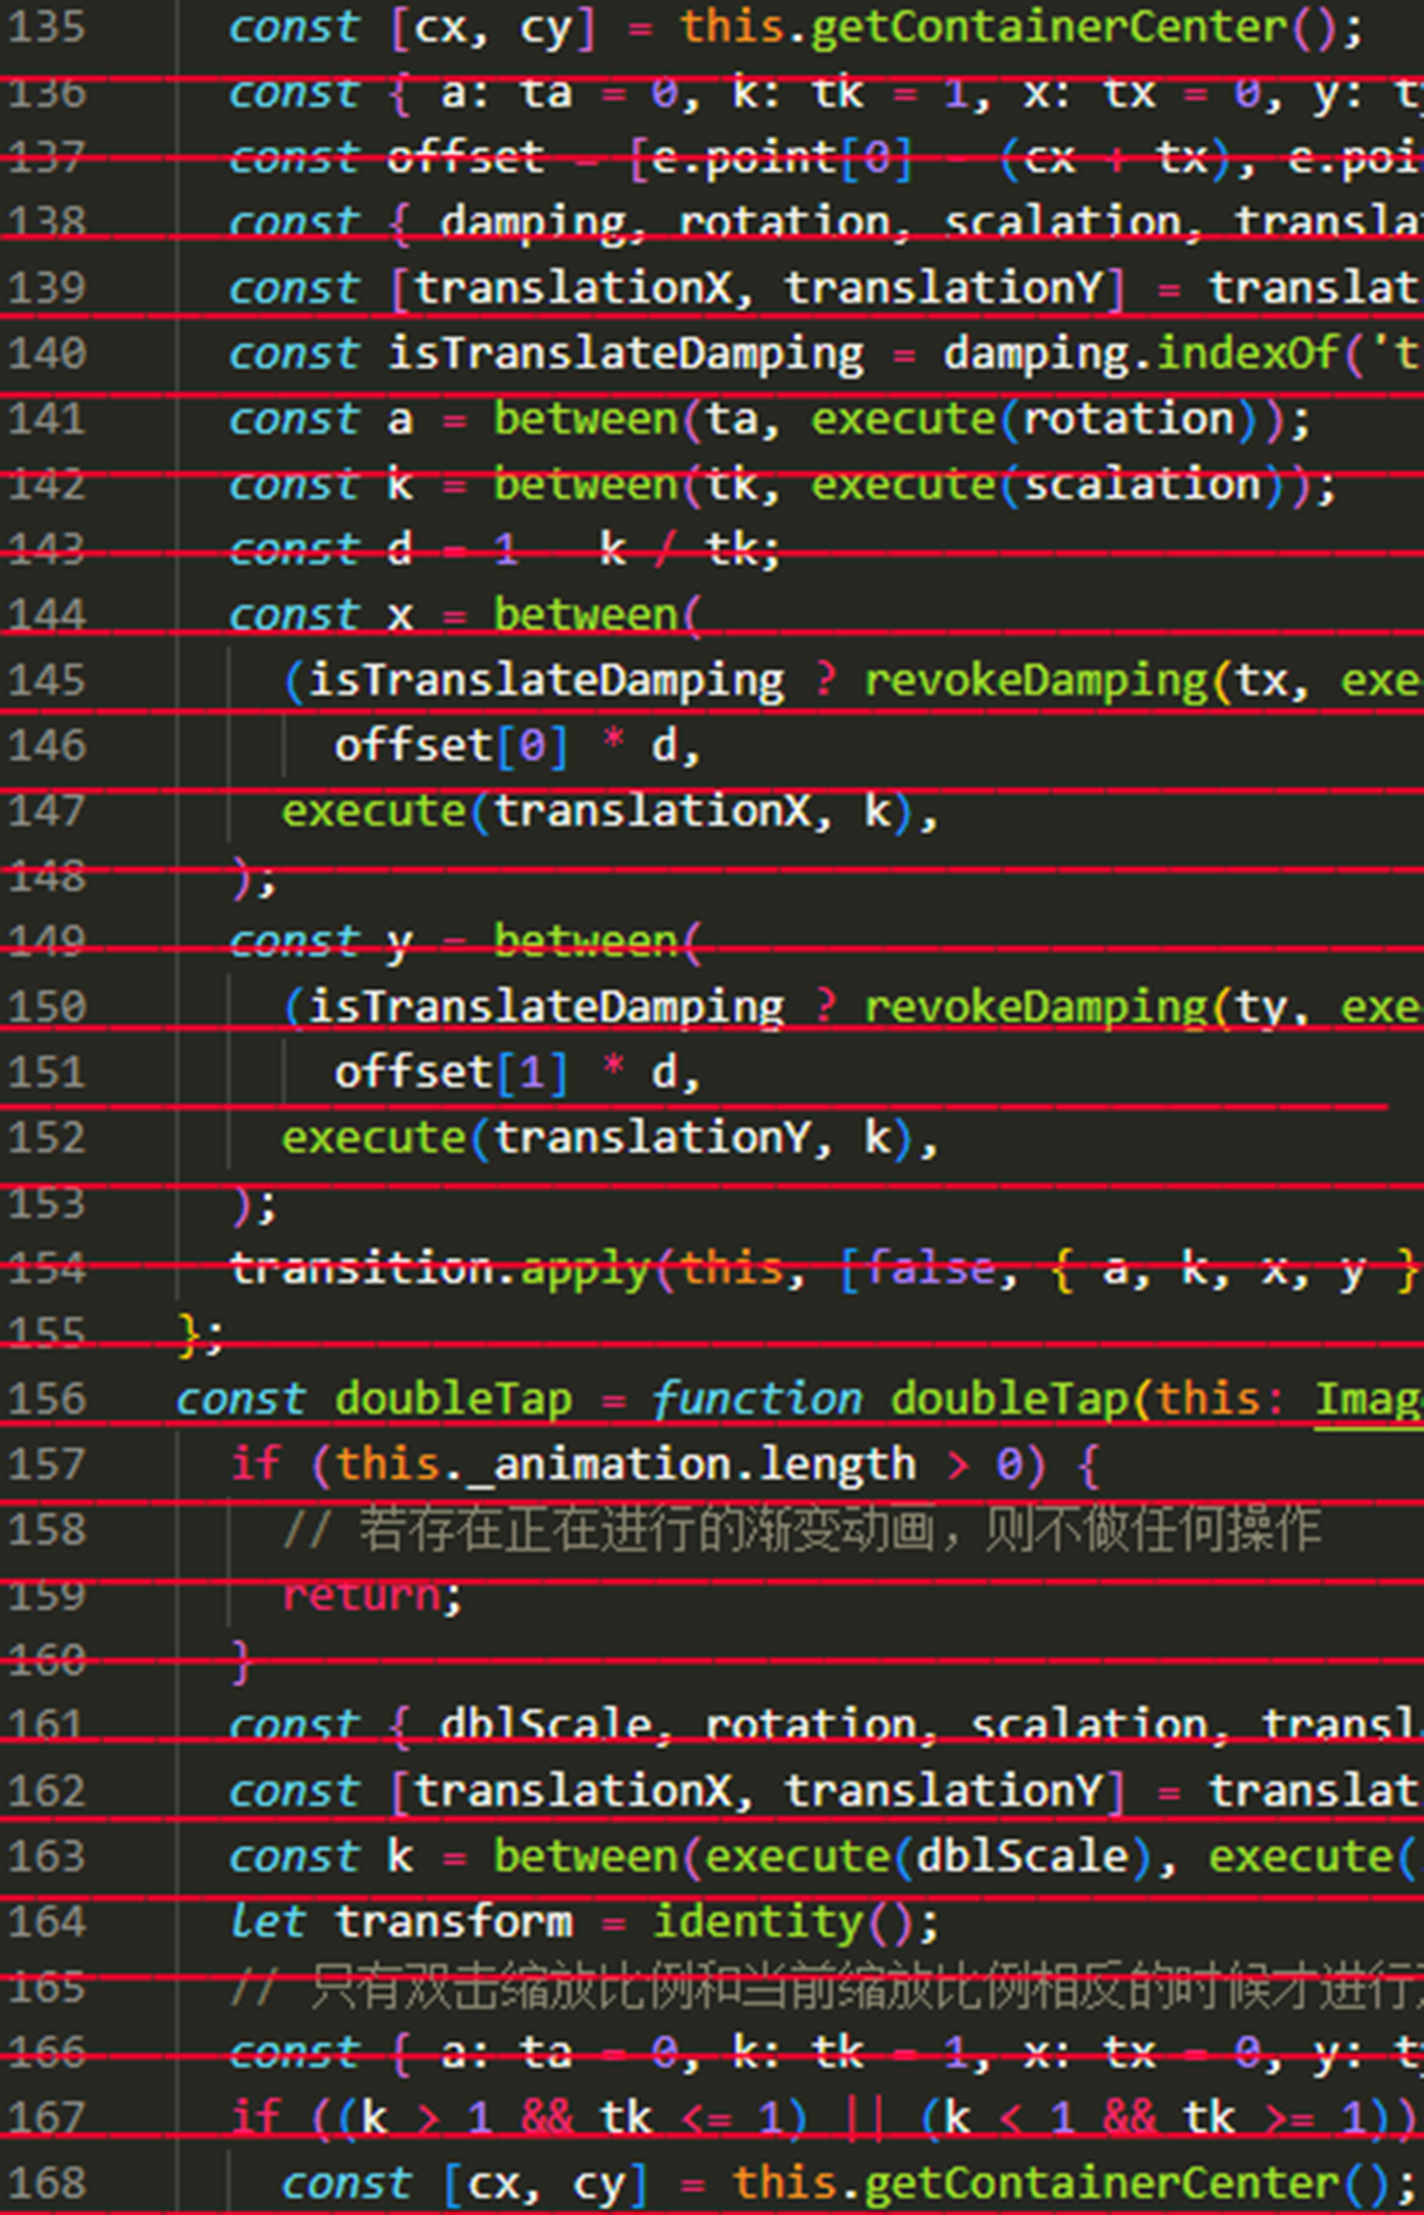 135 const [cx, cy] = this.getContainerCenter();
136 const { a: ta = 0, k: tk = 1, x: tx = 0, y: ty
137 const offset = [e.point[0] - (cx + tx), e.poi
138 const { damping, rotation, scalation, transla
139 const [translationX, translationY] = translat
140 const isTranslateDamping = damping.indexOf('t
141 const a = between(ta, execute(rotation));
142 const k = between(tk, execute(scalation));
143 const d = 1   k / tk;
144 const x = between(
145 (isTranslateDamping ? revokeDamping(tx, exe
146 offset[0] * d,
147 execute(translationX, k),
148 );
149 const y = between(
150 (isTranslateDamping ? revokeDamping(ty, exe
151 offset[1] * d,
152 execute(translationY, k),
153 );
154 transition.apply(this, [false, { a, k, x, y }
155 };
156 const doubleTap = function doubleTap(this: Imag
157 if (this._animation.length > 0) {
158 // 若存在正在进行的渐变动画，则不做任何操作
159 return;
160 }
161 const { dblScale, rotation, scalation, transl
162 const [translationX, translationY] = translat
163 const k = between(execute(dblScale), execute(
164 let transform = identity();
165 // 只有双击缩放比例和当前缩放比例相反的时候才进行
166 const { a: ta = 0, k: tk = 1, x: tx = 0, y: ty
167 if ((k > 1 && tk <= 1) || (k < 1 && tk >= 1))
168 const [cx, cy] = this.getContainerCenter();